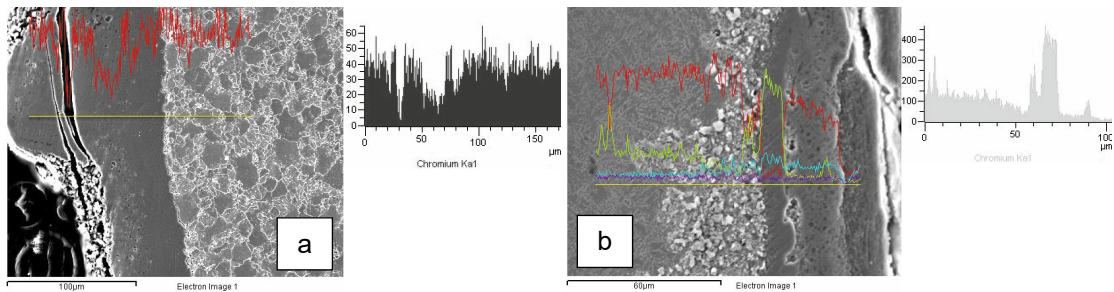 60
50
40
30
20
10
0
0 50 100 150
µm
Chromium Ka1
a
100µm Electron Image 1
400
300
200
100
0
0 50 100
µm
Chromium Ka1
b
60µm Electron Image 1